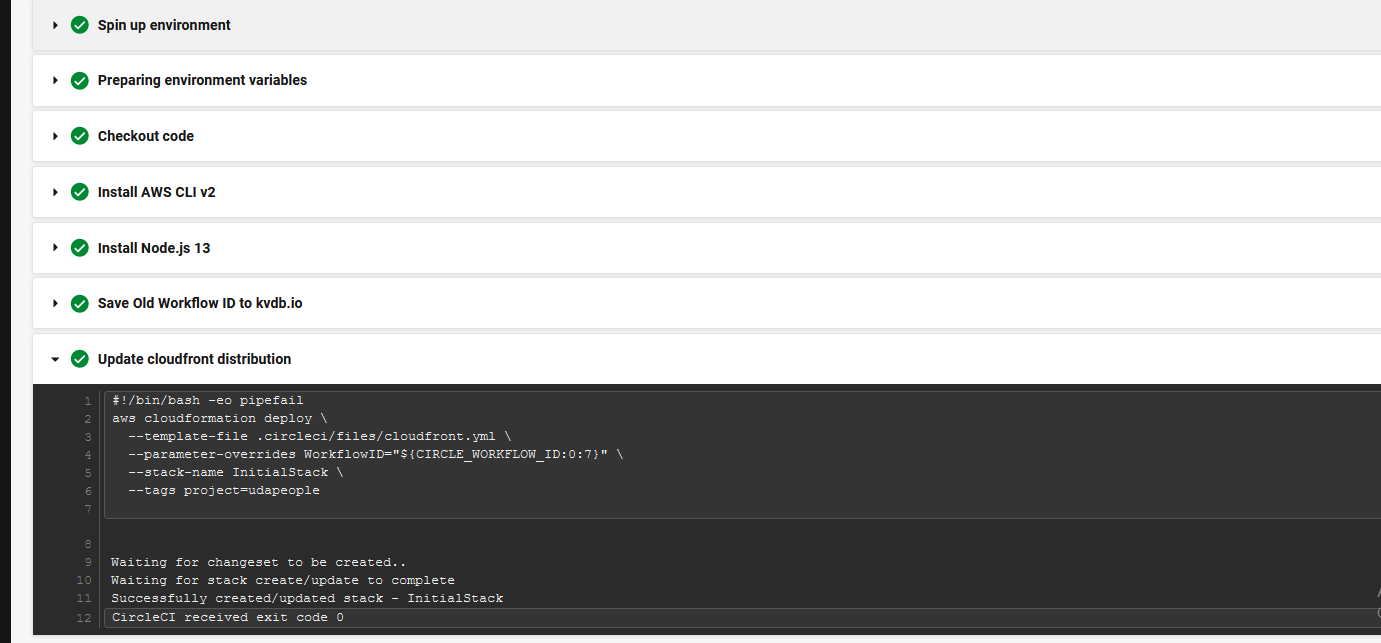 Spin up environment
Preparing environment variables
Checkout code
Install AWS CLI v2
Install Node.js 13
Save Old Workflow ID to kvdb.io
Update cloudfront distribution
1 #!/bin/bash -eo pipefail
2 aws cloudformation deploy \
3   --template-file .circleci/files/cloudfront.yml \
4   --parameter-overrides WorkflowID="${CIRCLE_WORKFLOW_ID:0:7}" \
5   --stack-name InitialStack \
6   --tags project=udapeople
7
8
9 Waiting for changeset to be created..
10 Waiting for stack create/update to complete
11 Successfully created/updated stack - InitialStack
12 CircleCI received exit code 0